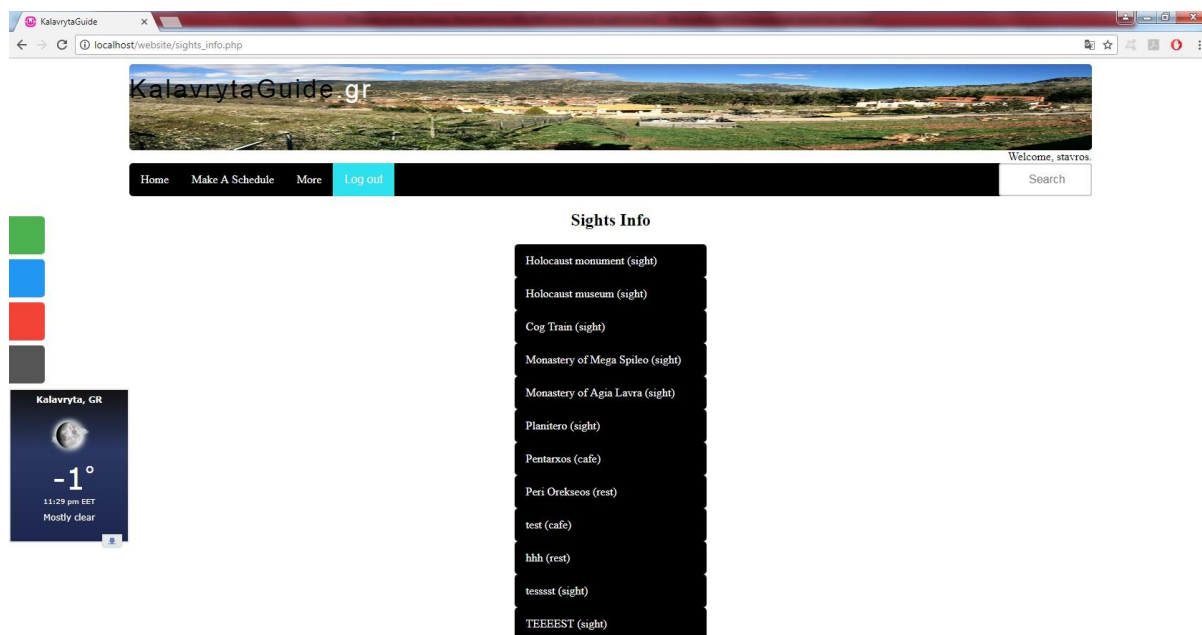 KalavrytaGuide
localhost/website/sights_info.php
KalavrytaGuide.gr
Welcome, stavros.
Home Make A Schedule More Log out Search
Sights Info
Holocaust monument (sight)
Holocaust museum (sight)
Cog Train (sight)
Monastery of Mega Spileo (sight)
Monastery of Agia Lavra (sight)
Planitero (sight)
Pentarxos (cafe)
Peri Orekseos (rest)
test (cafe)
hhh (rest)
tesssst (sight)
TEEEEST (sight)
Kalavryta, GR
-1°
11:29 pm EET
Mostly clear